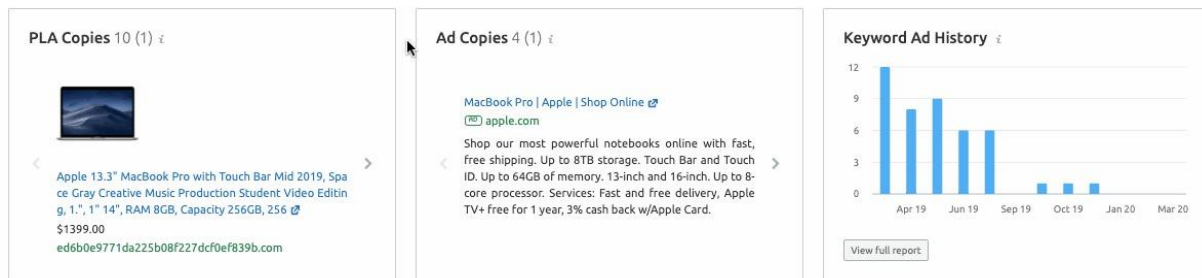 PLA Copies 10 (1) i
Apple 13.3" MacBook Pro with Touch Bar Mid 2019, Spa
ce Gray Creative Music Production Student Video Editin
g, 1.", 1" 14", RAM 8GB, Capacity 256GB, 256
$1399.00
ed6b0e9771da225b08f227dcf0ef839b.com
Ad Copies 4 (1) i
MacBook Pro | Apple | Shop Online
AD apple.com
Shop our most powerful notebooks online with fast,
free shipping. Up to 8TB storage. Touch Bar and Touch
ID. Up to 64GB of memory. 13-inch and 16-inch. Up to 8-
core processor. Services: Fast and free delivery, Apple
TV+ free for 1 year, 3% cash back w/Apple Card.
Keyword Ad History i
12
9
6
3
0
Apr 19 Jun 19 Sep 19 Oct 19 Jan 20 Mar 20
View full report